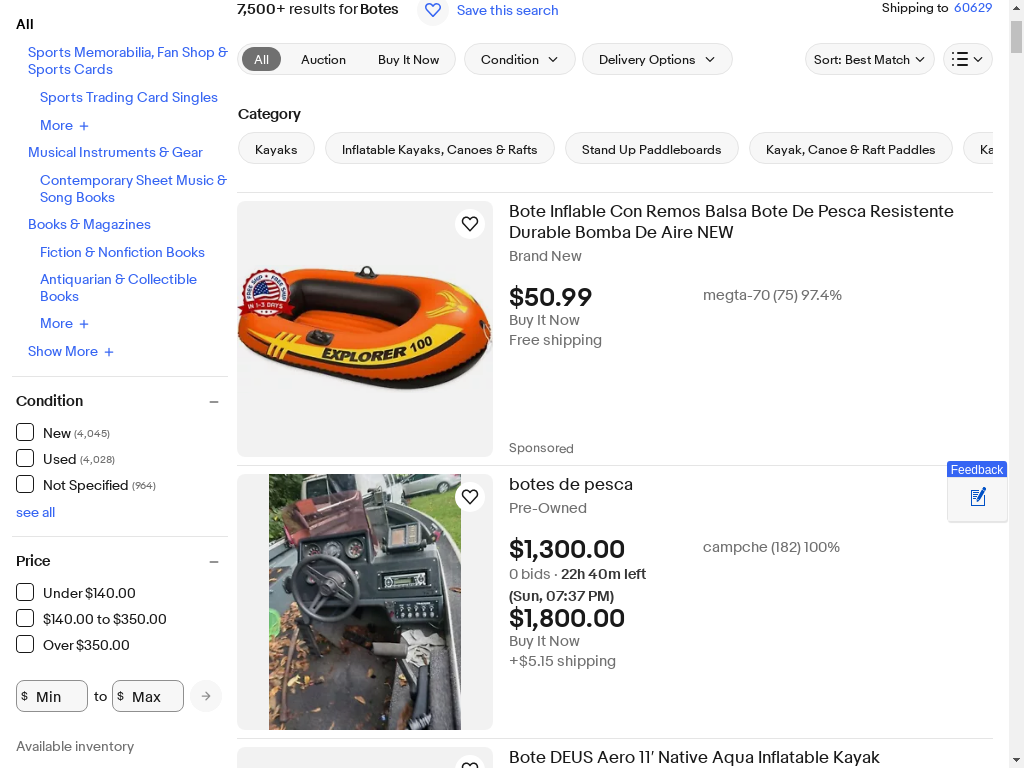 All
Sports Memorabilia, Fan Shop &
Sports Cards
Sports Trading Card Singles
More +
Musical Instruments & Gear
Contemporary Sheet Music &
Song Books
Books & Magazines
Fiction & Nonfiction Books
Antiquarian & Collectible
Books
More +
Show More +
Condition
New (4,045)
Used (4,028)
Not Specified (964)
see all
Price
Under $140.00
$140.00 to $350.00
Over $350.00
$ Min to $ Max
Available inventory
7,500+ results for Botes
Save this search
Shipping to 60629
All
Auction
Buy It Now
Condition
Delivery Options
Sort: Best Match
Category
Kayaks
Inflatable Kayaks, Canoes & Rafts
Stand Up Paddleboards
Kayak, Canoe & Raft Paddles
Ka
FREE SHIP
FREE SHIP
IN 1-3 DAYS
EXPLORER 100
Bote Inflable Con Remos Balsa Bote De Pesca Resistente
Durable Bomba De Aire NEW
Brand New
$50.99
megta-70 (75) 97.4%
Buy It Now
Free shipping
Sponsored
Feedback
botes de pesca
Pre-Owned
$1,300.00
campche (182) 100%
0 bids · 22h 40m left
(Sun, 07:37 PM)
$1,800.00
Buy It Now
+$5.15 shipping
Bote DEUS Aero 11′ Native Aqua Inflatable Kayak